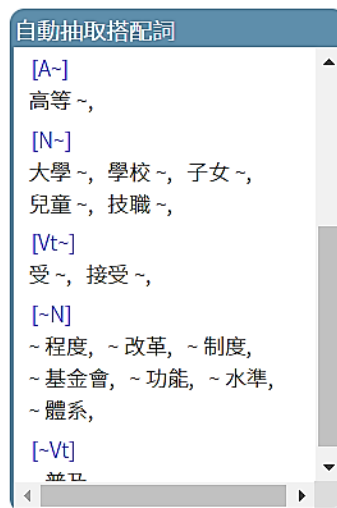 自動抽取搭配詞
[A~]
高等 ~,
[N~]
大學 ~, 學校 ~, 子女 ~,
兒童 ~, 技職 ~,
[Vt~]
受 ~, 接受 ~,
[~N]
~ 程度, ~ 改革, ~ 制度,
~ 基金會, ~ 功能, ~ 水準,
~ 體系,
[~Vt]